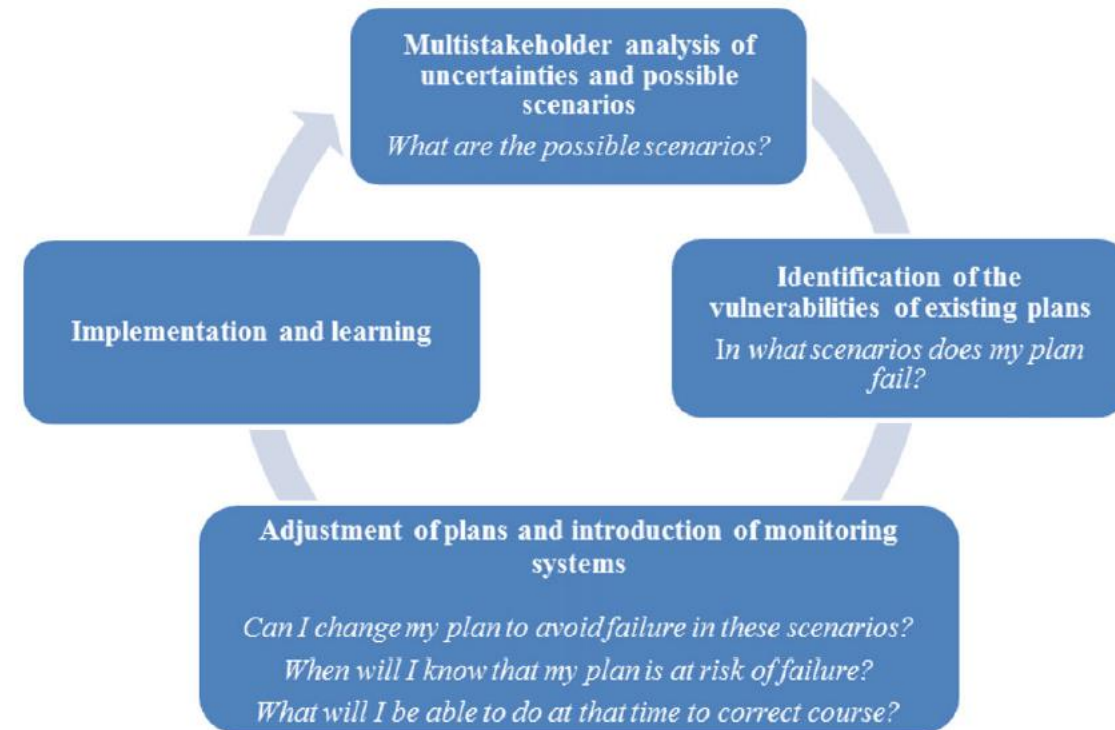 Multistakeholder analysis of
uncertainties and possible
scenarios
What are the possible scenarios?
Identification of the
vulnerabilities of existing plans
In what scenarios does my plan
fail?
Adjustment of plans and introduction of monitoring
systems
Can I change my plan to avoid failure in these scenarios?
When will I know that my plan is at risk of failure?
What will I be able to do at that time to correct course?
Implementation and learning